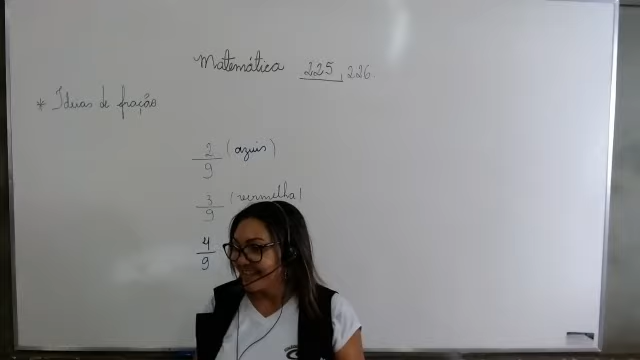 Matemática 225, 226.
* Ideias de fração
2/9 (azuis)
3/9 (vermelha)
4/9